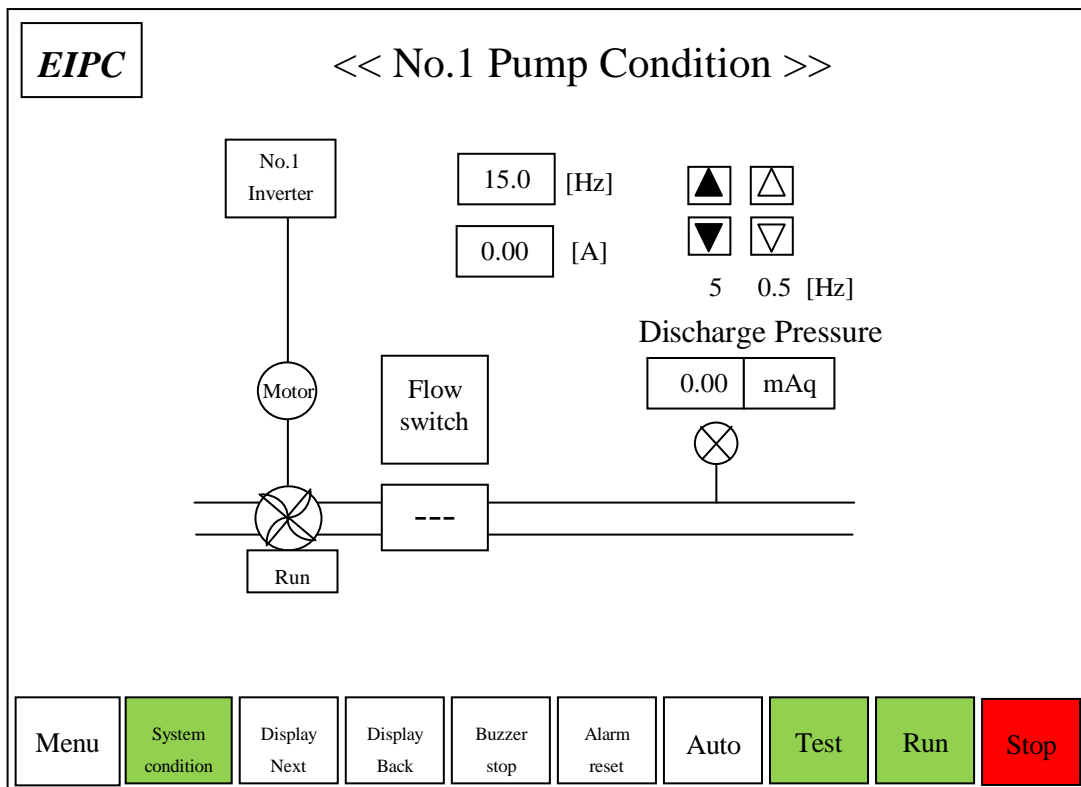 EIPC
<< No.1 Pump Condition >>
No.1
Inverter
15.0 [Hz]
0.00 [A]
5 0.5 [Hz]
Discharge Pressure
0.00 mAq
Motor
Flow
switch
---
Run
Menu
System
condition
Display
Next
Display
Back
Buzzer
stop
Alarm
reset
Auto
Test
Run
Stop